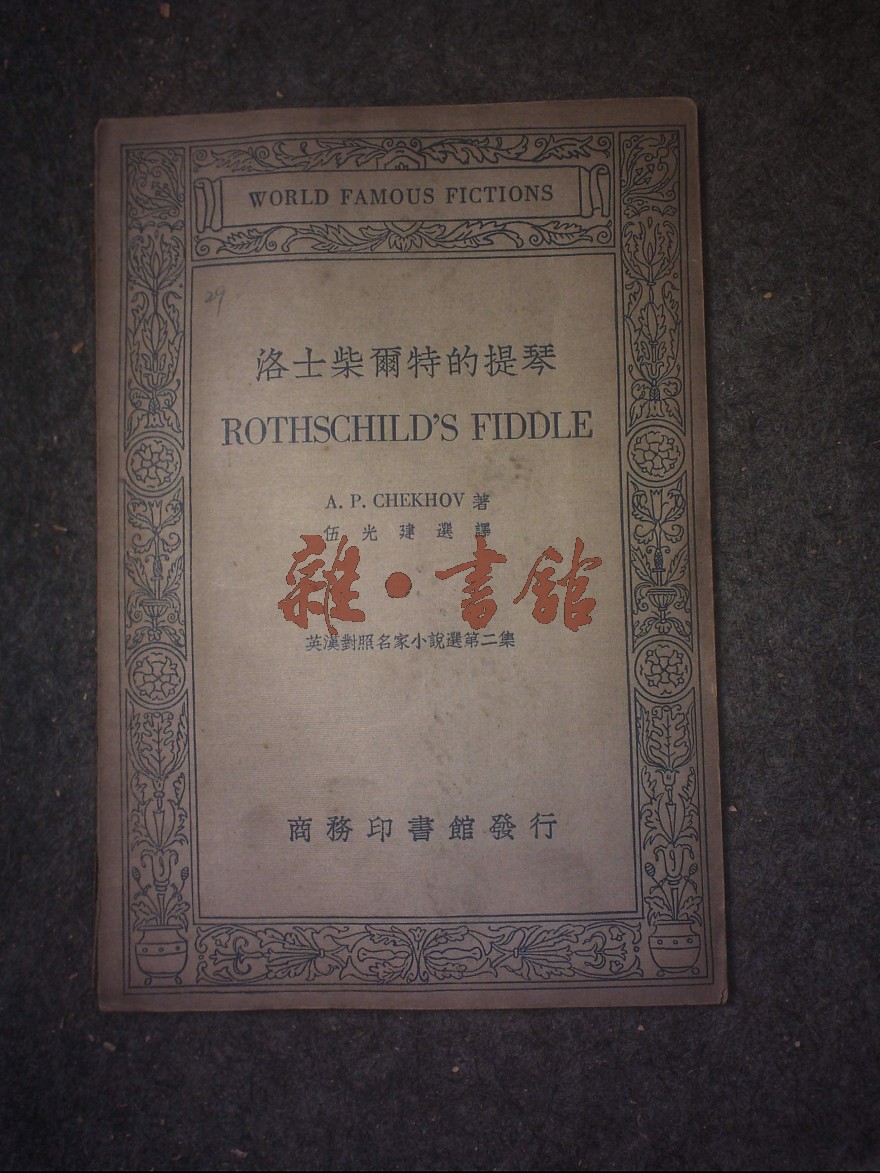 WORLD FAMOUS FICTIONS
29
洛士柴爾特的提琴
ROTHSCHILD'S FIDDLE
A. P. CHEKHOV 著
伍光建選譯
雜·書館
英漢對照名家小說選第二集
商務印書館發行